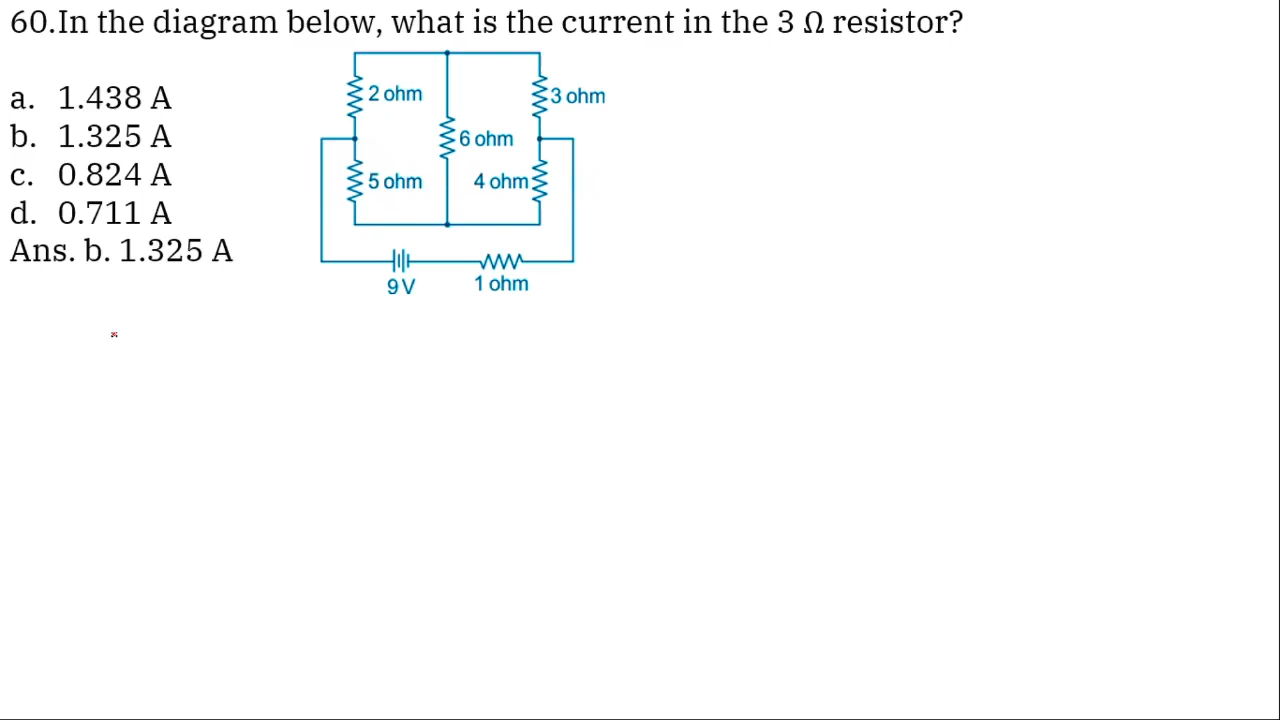 60.In the diagram below, what is the current in the 3 Ω resistor?
a. 1.438 A
b. 1.325 A
c. 0.824 A
d. 0.711 A
Ans. b. 1.325 A
2 ohm
3 ohm
6 ohm
5 ohm
4 ohm
9 V
1 ohm